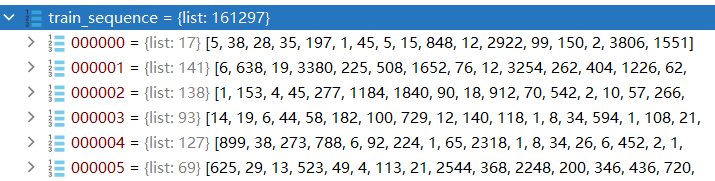 train_sequence = {list: 161297}
000000 = {list: 17} [5, 38, 28, 35, 197, 1, 45, 5, 15, 848, 12, 2922, 99, 150, 2, 3806, 1551]
000001 = {list: 141} [6, 638, 19, 3380, 225, 508, 1652, 76, 12, 3254, 262, 404, 1226, 62,
000002 = {list: 138} [1, 153, 4, 45, 277, 1184, 1840, 90, 18, 912, 70, 542, 2, 10, 57, 266,
000003 = {list: 93} [14, 19, 6, 44, 58, 182, 100, 729, 12, 140, 118, 1, 8, 34, 594, 1, 108, 21,
000004 = {list: 127} [899, 38, 273, 788, 6, 92, 224, 1, 65, 2318, 1, 8, 34, 26, 6, 452, 2, 1,
000005 = {list: 69} [625, 29, 13, 523, 49, 4, 113, 21, 2544, 368, 2248, 200, 346, 436, 720,